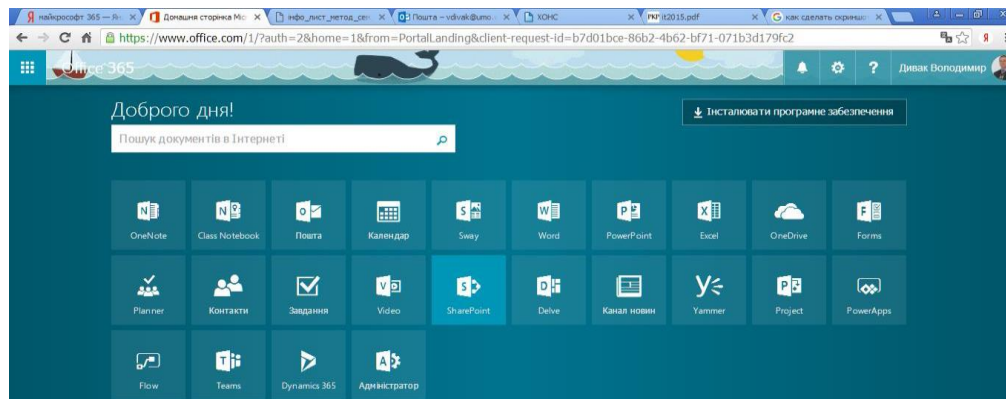 найкрософт 365 — Ян
Домашня сторінка Mic
інфо_лист_метод_сем
Пошта – vdivak@umo.
ХОНС
it2015.pdf
как сделать скриншо
https://www.office.com/1/?auth=2&home=1&from=PortalLanding&client-request-id=b7d01bce-86b2-4b62-bf71-071b3d179fc2
Office 365
? Дивак Володимир
Доброго дня!
Інсталювати програмне забезпечення
Пошук документів в Інтернеті
OneNote Class Notebook Пошта Календар Sway Word PowerPoint Excel OneDrive Forms
Planner Контакти Завдання Video SharePoint Delve Канал новин Yammer Project PowerApps
Flow Teams Dynamics 365 Адміністратор